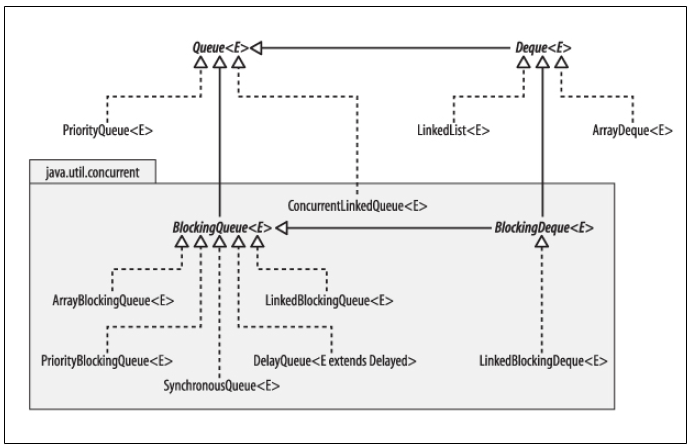 Queue<E>
Deque<E>
PriorityQueue<E>
LinkedList<E>
ArrayDeque<E>
java.util.concurrent
ConcurrentLinkedQueue<E>
BlockingQueue<E>
BlockingDeque<E>
ArrayBlockingQueue<E>
LinkedBlockingQueue<E>
PriorityBlockingQueue<E>
DelayQueue<E extends Delayed>
LinkedBlockingDeque<E>
SynchronousQueue<E>